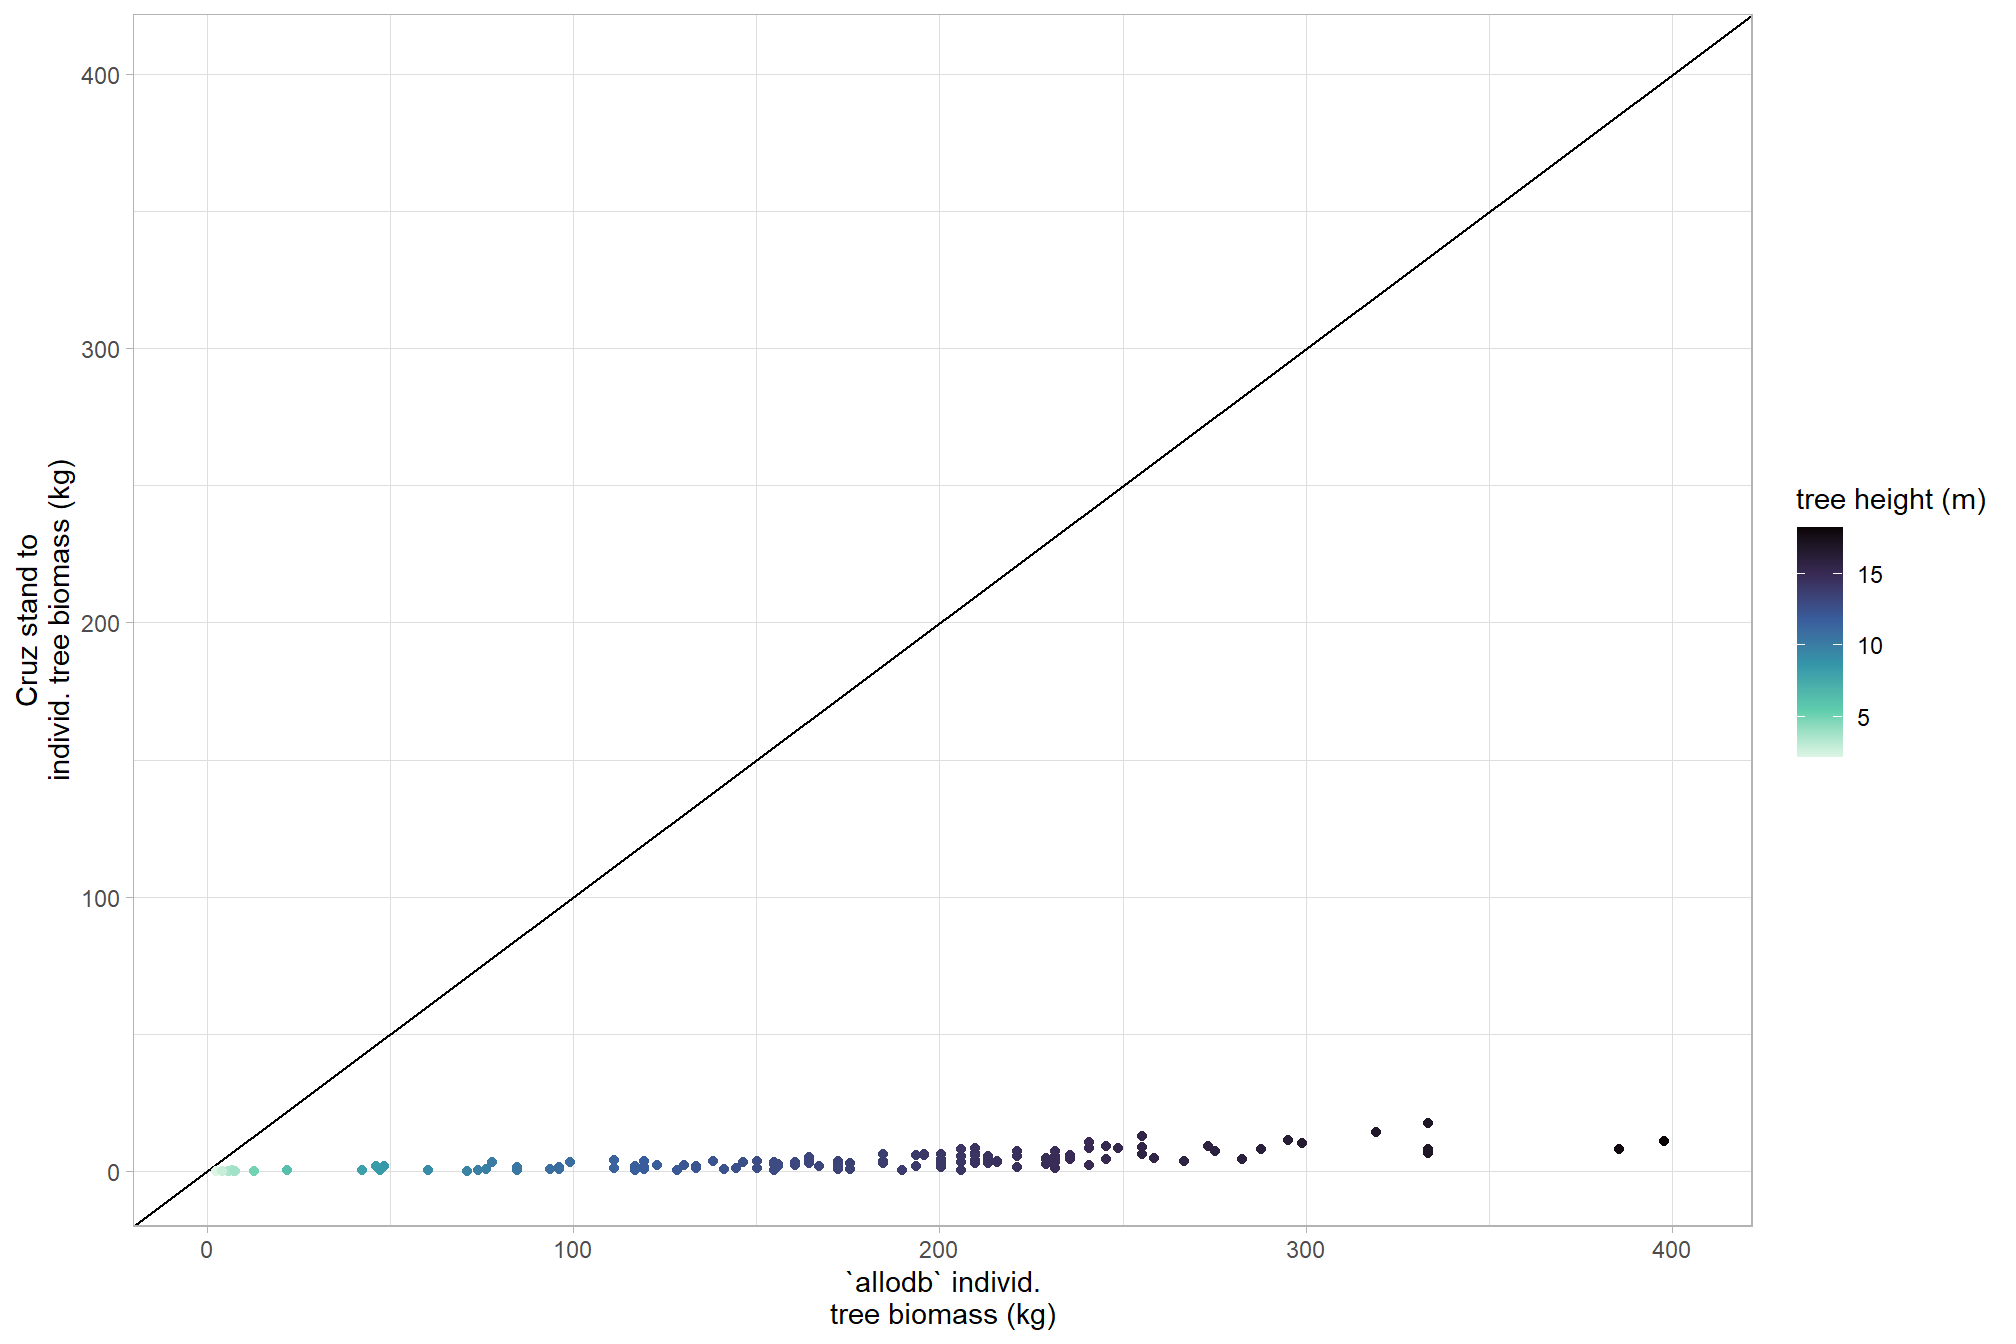 400
300
200
100
0
Cruz stand to
individ. tree biomass (kg)
0
100
200
300
400
`allodb` individ.
tree biomass (kg)
tree height (m)
15
10
5